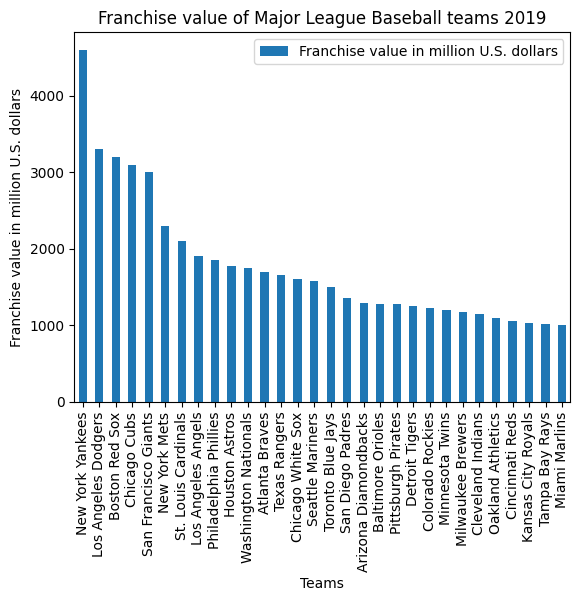 Franchise value of Major League Baseball teams 2019
Franchise value in million U.S. dollars
Franchise value in million U.S. dollars
4000
3000
2000
1000
0
New York Yankees
Los Angeles Dodgers
Boston Red Sox
Chicago Cubs
San Francisco Giants
New York Mets
St. Louis Cardinals
Los Angeles Angels
Philadelphia Phillies
Houston Astros
Washington Nationals
Atlanta Braves
Texas Rangers
Chicago White Sox
Seattle Mariners
Toronto Blue Jays
San Diego Padres
Arizona Diamondbacks
Baltimore Orioles
Pittsburgh Pirates
Detroit Tigers
Colorado Rockies
Minnesota Twins
Milwaukee Brewers
Cleveland Indians
Oakland Athletics
Cincinnati Reds
Kansas City Royals
Tampa Bay Rays
Miami Marlins
Teams